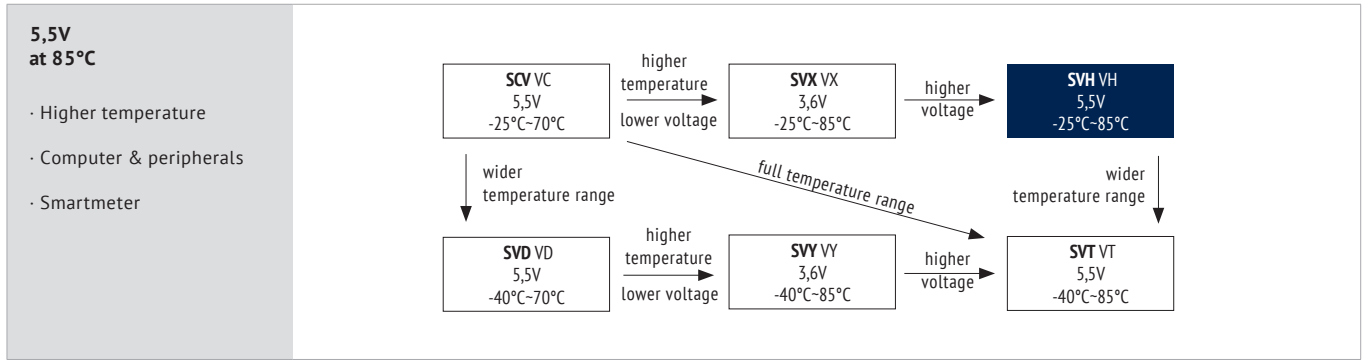 5,5V
at 85°C
· Higher temperature
· Computer & peripherals
· Smartmeter
SCV VC
5,5V
-25°C~70°C
higher
temperature
lower voltage
SVX VX
3,6V
-25°C~85°C
higher
voltage
SVH VH
5,5V
-25°C~85°C
wider
temperature range
full temperature range
wider
temperature range
SVD VD
5,5V
-40°C~70°C
higher
temperature
lower voltage
SVY VY
3,6V
-40°C~85°C
higher
voltage
SVT VT
5,5V
-40°C~85°C